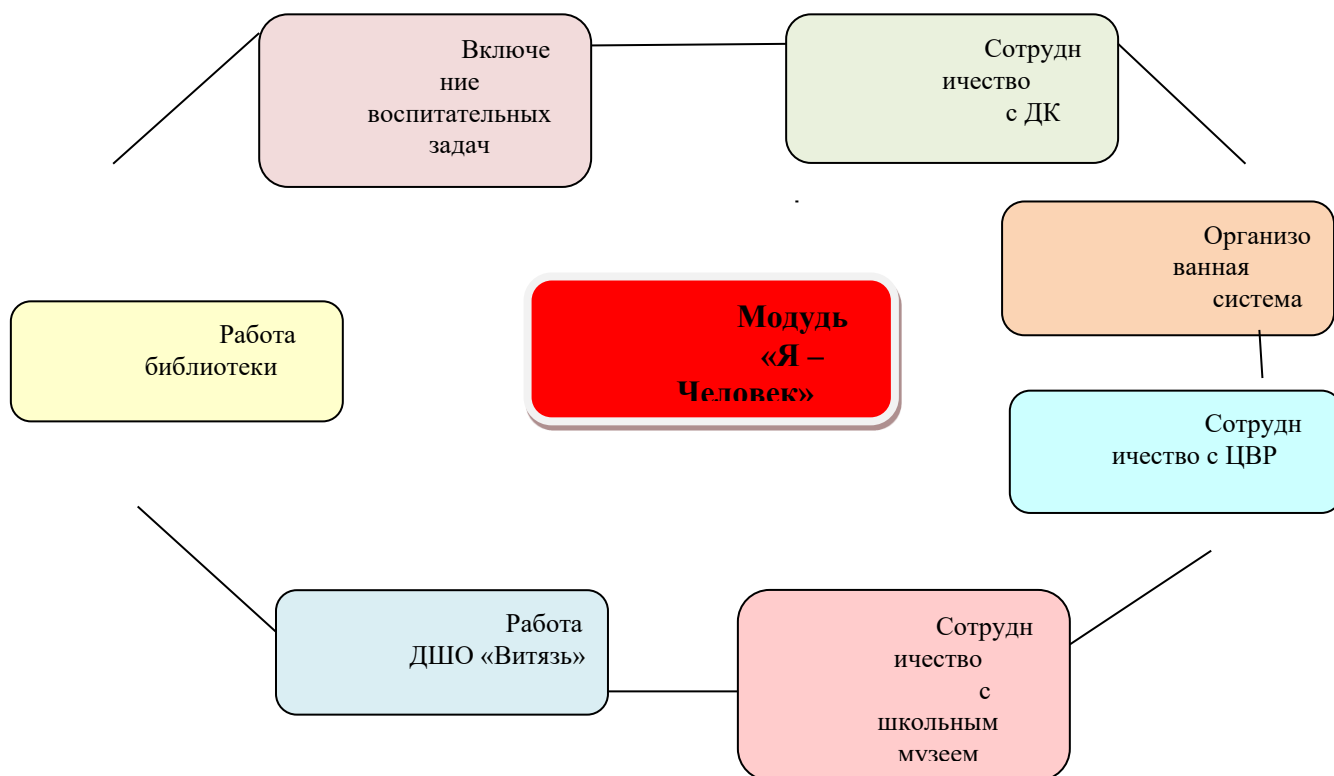 Включе
ние
воспитательных
задач
Сотрудн
ичество
с ДК
Организо
ванная
система
Работа
библиотеки
Модудь
«Я –
Человек»
Сотрудн
ичество с ЦВР
Работа
ДШО «Витязь»
Сотрудн
ичество
с
школьным
музеем